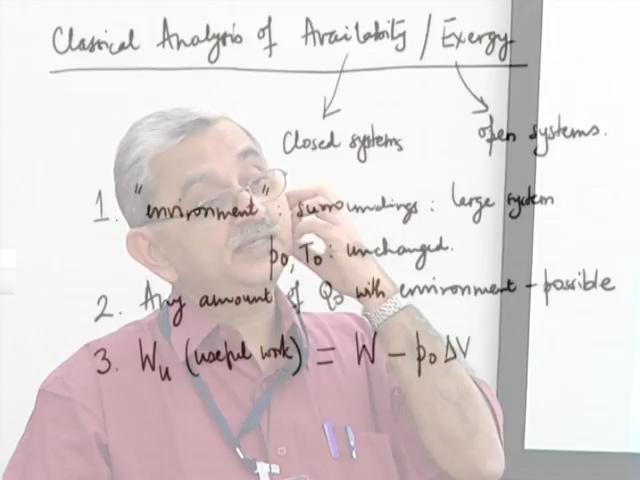 Classical Analysis of Availability / Exergy
Closed systems
open systems.
1. "environment" : surroundings : large system
p₀, T₀ : unchanged.
2. Any amount of Q₀ with environment - possible
3. Wu (useful work) = W - p₀ ΔV